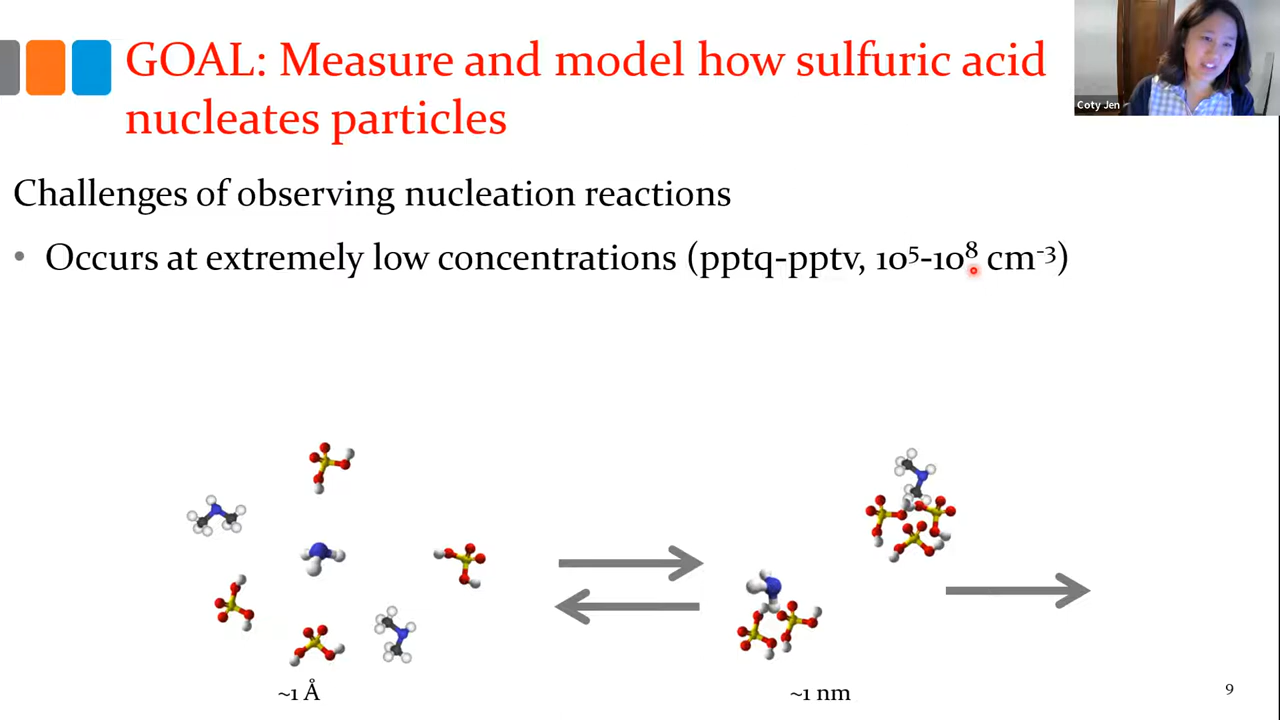 GOAL: Measure and model how sulfuric acid
nucleates particles
Coty Jen
Challenges of observing nucleation reactions
• Occurs at extremely low concentrations (pptq-pptv, 10⁵-10⁸ cm⁻³)
~1 Å
~1 nm
9